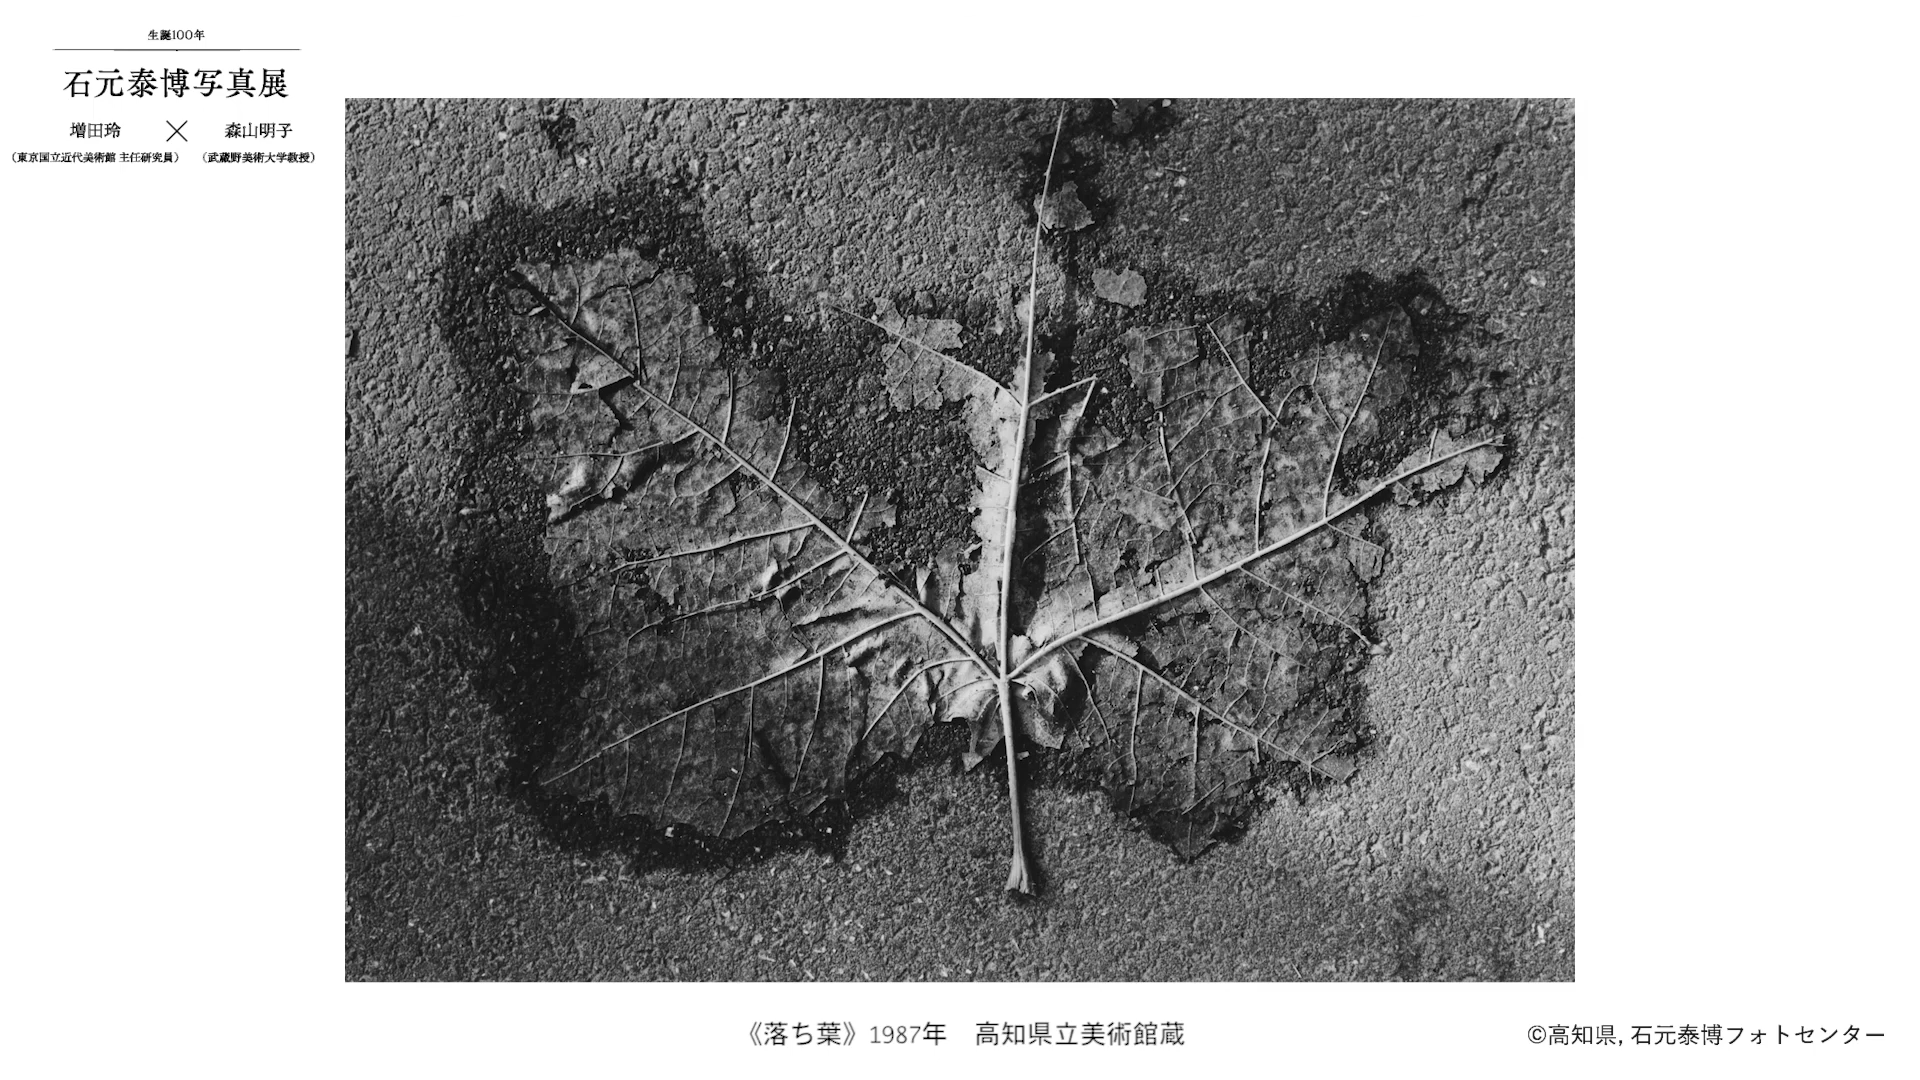 生誕100年
石元泰博写真展
増田玲 × 森山明子
（東京国立近代美術館 主任研究員） （武蔵野美術大学教授）
《落ち葉》1987年　高知県立美術館蔵
©高知県, 石元泰博フォトセンター